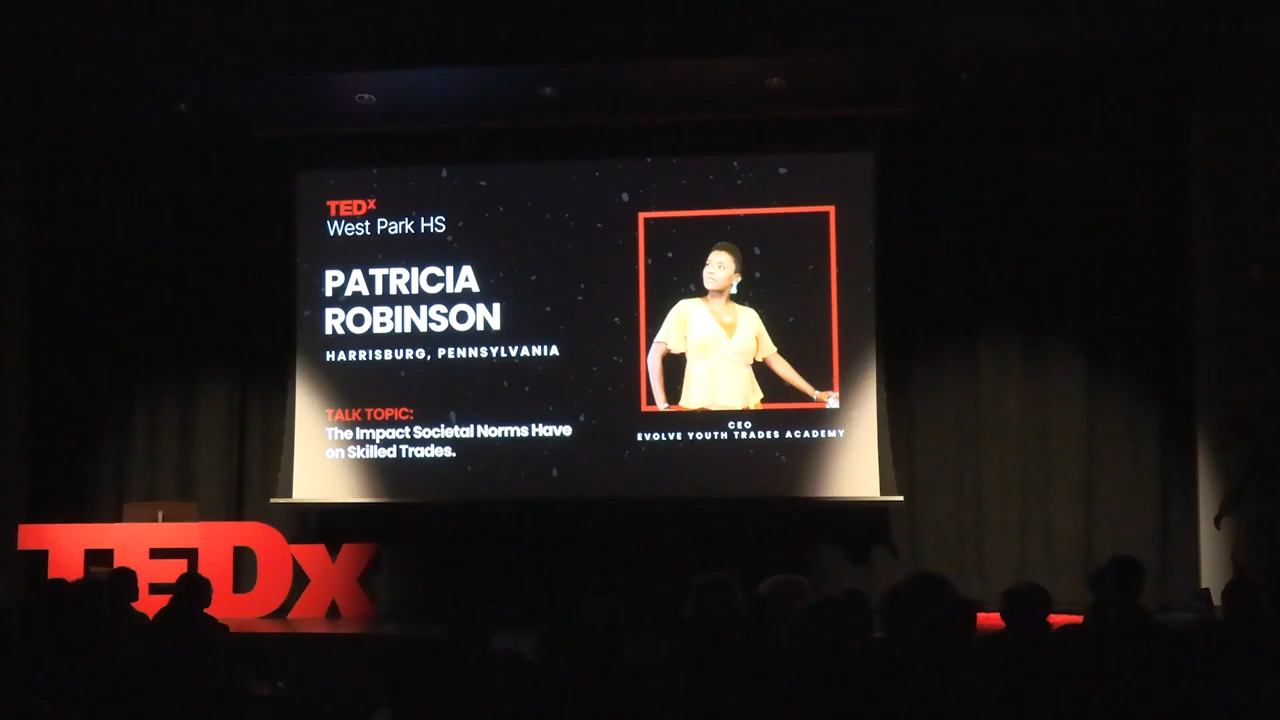 TEDx
West Park HS
PATRICIA
ROBINSON
HARRISBURG, PENNSYLVANIA
TALK TOPIC:
The Impact Societal Norms Have
on Skilled Trades.
CEO
EVOLVE YOUTH TRADES ACADEMY
TEDx